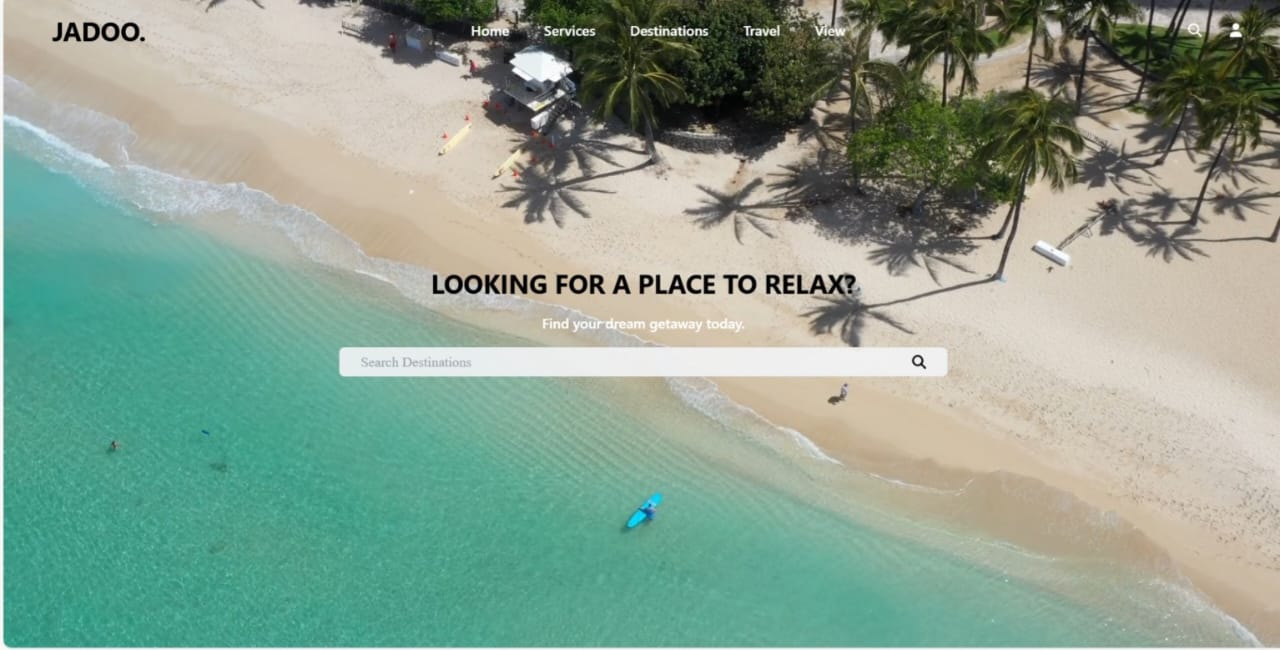 JADOO.
Home Services Destinations Travel View
LOOKING FOR A PLACE TO RELAX?
Find your dream getaway today.
Search Destinations